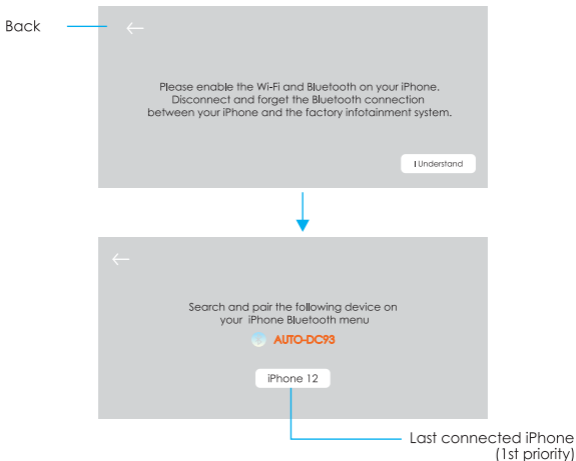 Back
Please enable the Wi-Fi and Bluetooth on your iPhone.
Disconnect and forget the Bluetooth connection
between your iPhone and the factory infotainment system.
I Understand
Search and pair the following device on
your iPhone Bluetooth menu
AUTO-DC93
iPhone 12
Last connected iPhone
(1st priority)